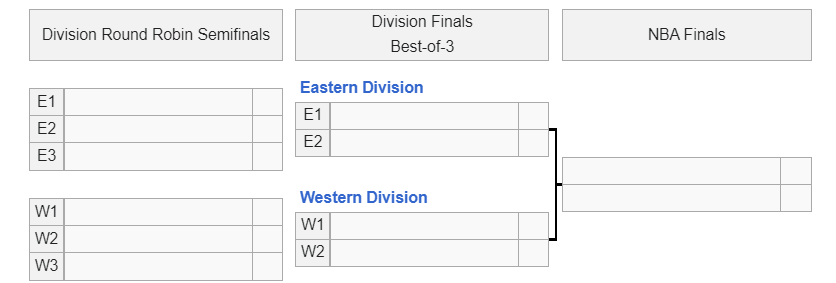 Division Round Robin Semifinals
Division Finals
Best-of-3
NBA Finals
E1
E2
E3
W1
W2
W3
Eastern Division
E1
E2
Western Division
W1
W2